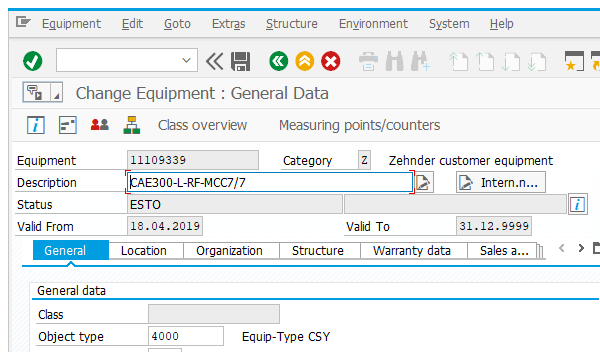 Equipment Edit Goto Extras Structure Environment System Help
Change Equipment : General Data
Class overview Measuring points/counters
Equipment 11109339 Category Z Zehnder customer equipment
Description CAE300-L-RF-MCC7/7 Intern.n...
Status ESTO
Valid From 18.04.2019 Valid To 31.12.9999
General Location Organization Structure Warranty data Sales a...
General data
Class
Object type 4000 Equip-Type CSY